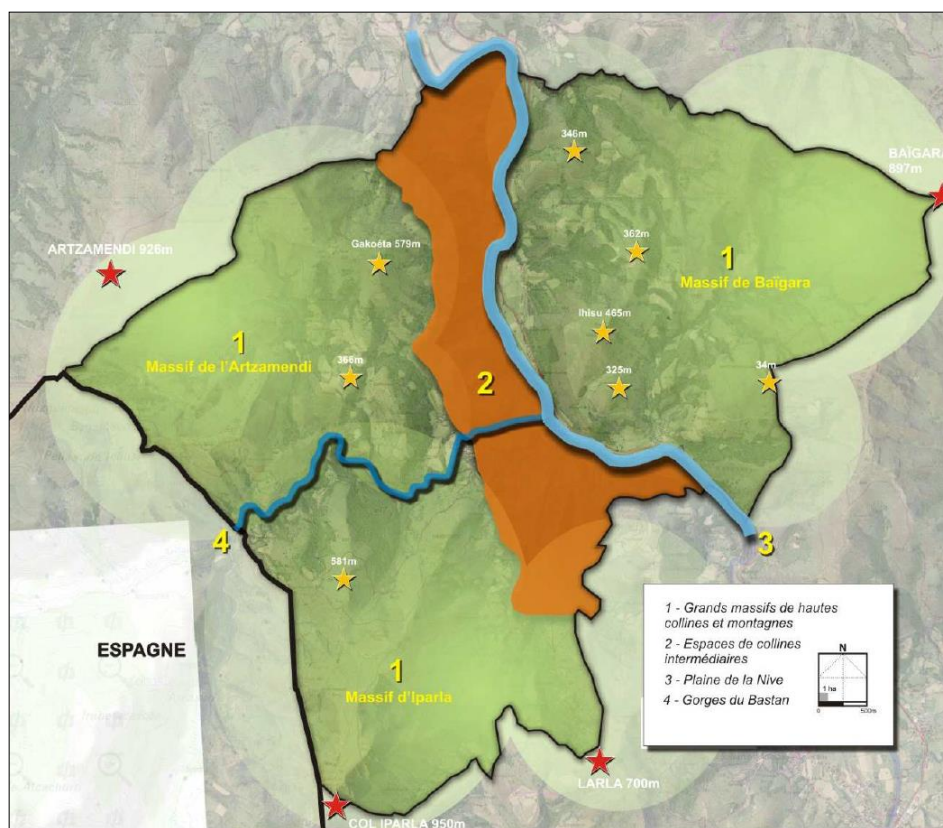 346m
BAÏGARA
897m
ARTZAMENDI 926m
Gakoéta 579m
362m
1
Massif de Baïgara
1
Massif de l'Artzamendi
Ihisu 465m
366m
2
325m
34m
4
3
581m
ESPAGNE
1
Massif d'Iparla
1 - Grands massifs de hautes
collines et montagnes
2 - Espaces de collines
intermédiaires
3 - Plaine de la Nive
4 - Gorges du Bastan
N
1 ha
0 500m
LARLA 700m
COL IPARLA 950m